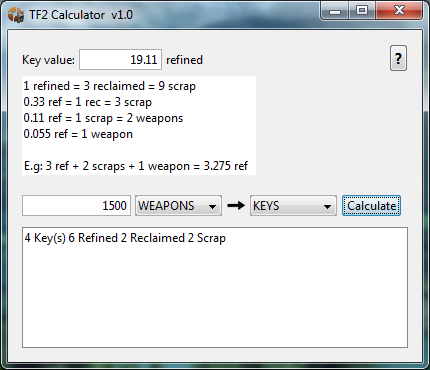 TF2 Calculator v1.0
Key value: 19.11 refined ?
1 refined = 3 reclaimed = 9 scrap
0.33 ref = 1 rec = 3 scrap
0.11 ref = 1 scrap = 2 weapons
0.055 ref = 1 weapon
E.g: 3 ref + 2 scraps + 1 weapon = 3.275 ref
1500 WEAPONS KEYS Calculate
4 Key(s) 6 Refined 2 Reclaimed 2 Scrap